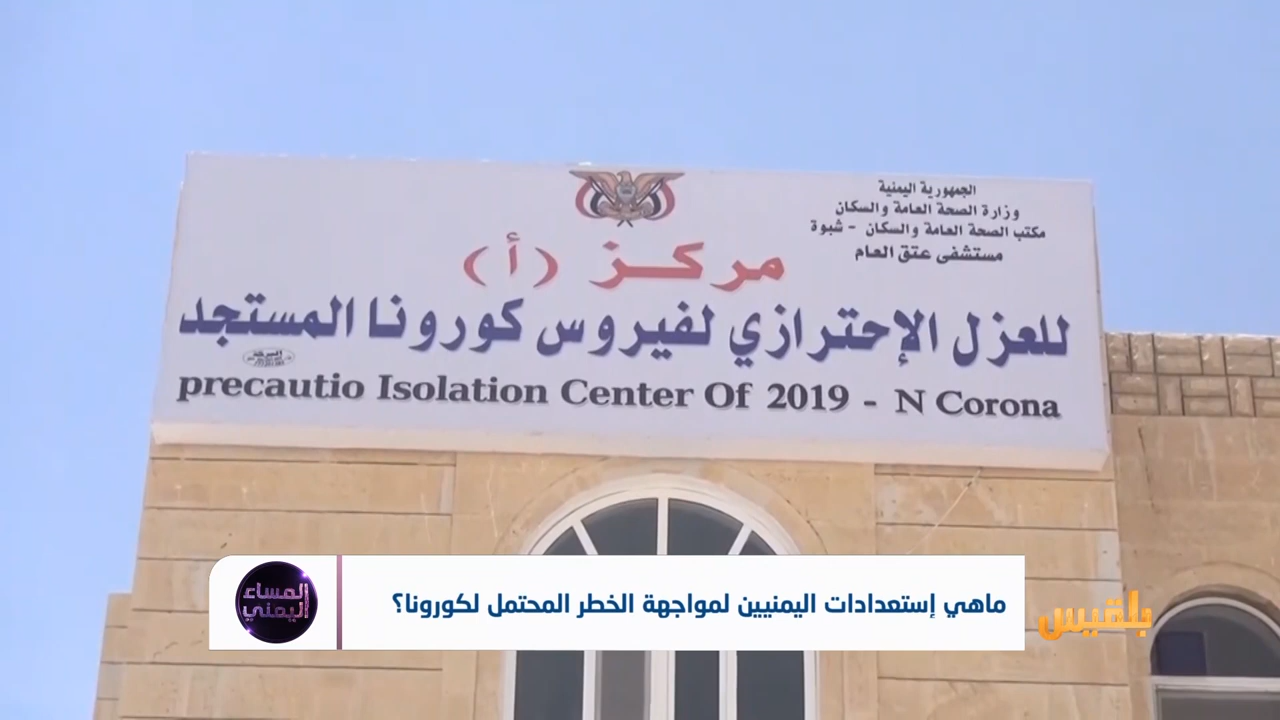 الجمهورية اليمنية
وزارة الصحة العامة والسكان
مكتب الصحة العامة والسكان - شبوة
مستشفى عتق العام
مركز (أ)
للعزل الإحترازي لفيروس كورونا المستجد
precautio Isolation Center Of 2019 - N Corona
ماهي إستعدادات اليمنيين لمواجهة الخطر المحتمل لكورونا؟
المساء
اليمني
بلقيس